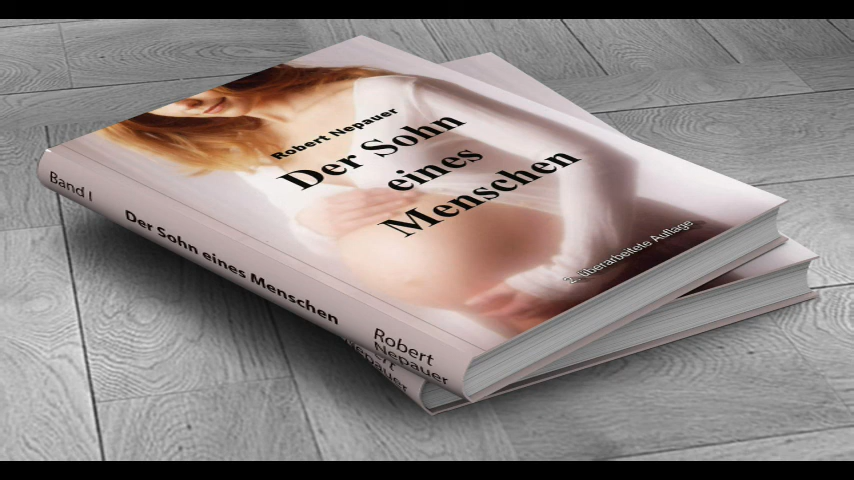 Robert Nepauer
Der Sohn
eines
Menschen
2. überarbeitete Auflage
Band I
Der Sohn eines Menschen
Robert
Nepauer